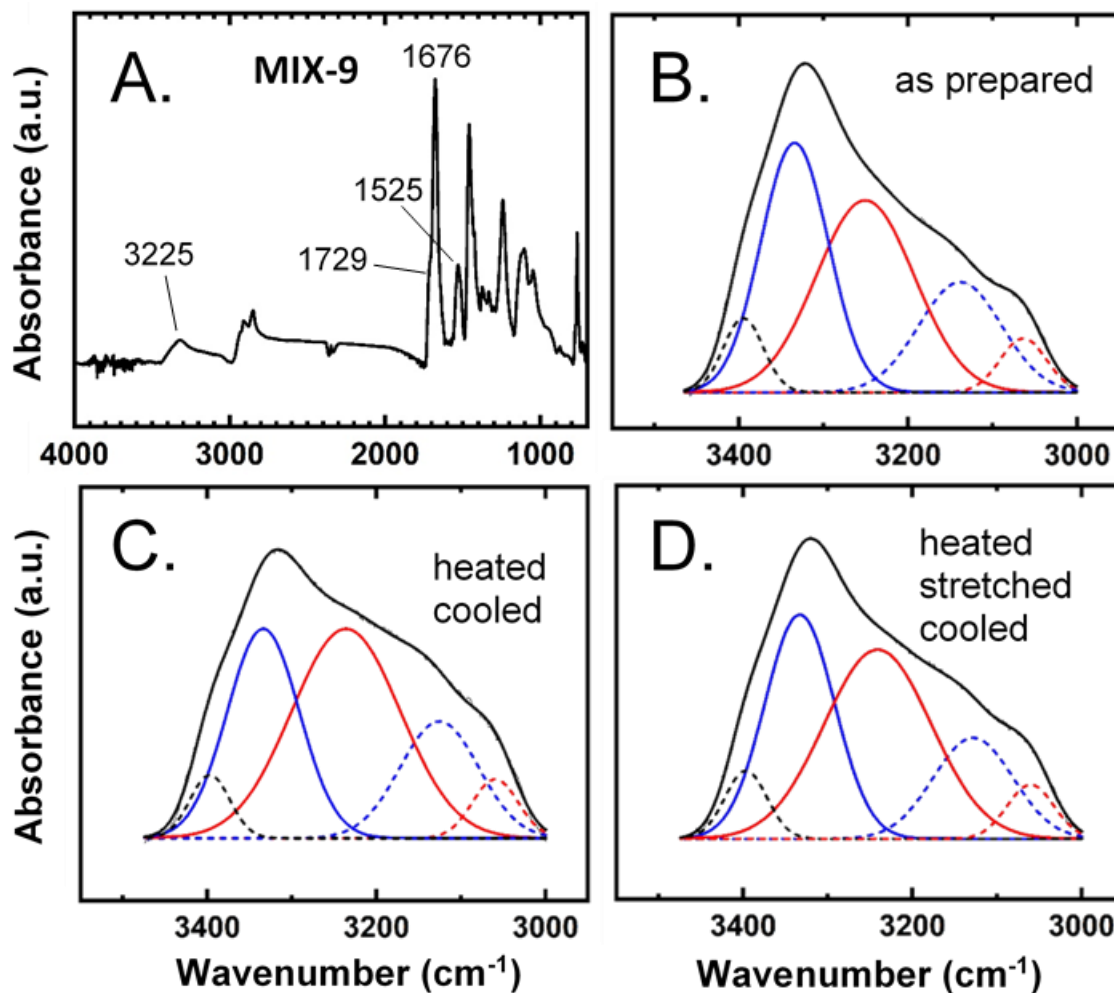 A.
MIX-9
1676
1525
3225
1729
Absorbance (a.u.)
4000 3000 2000 1000
B.
as prepared
3400 3200 3000
C.
heated
cooled
Absorbance (a.u.)
3400 3200 3000
Wavenumber (cm⁻¹)
D.
heated
stretched
cooled
3400 3200 3000
Wavenumber (cm⁻¹)